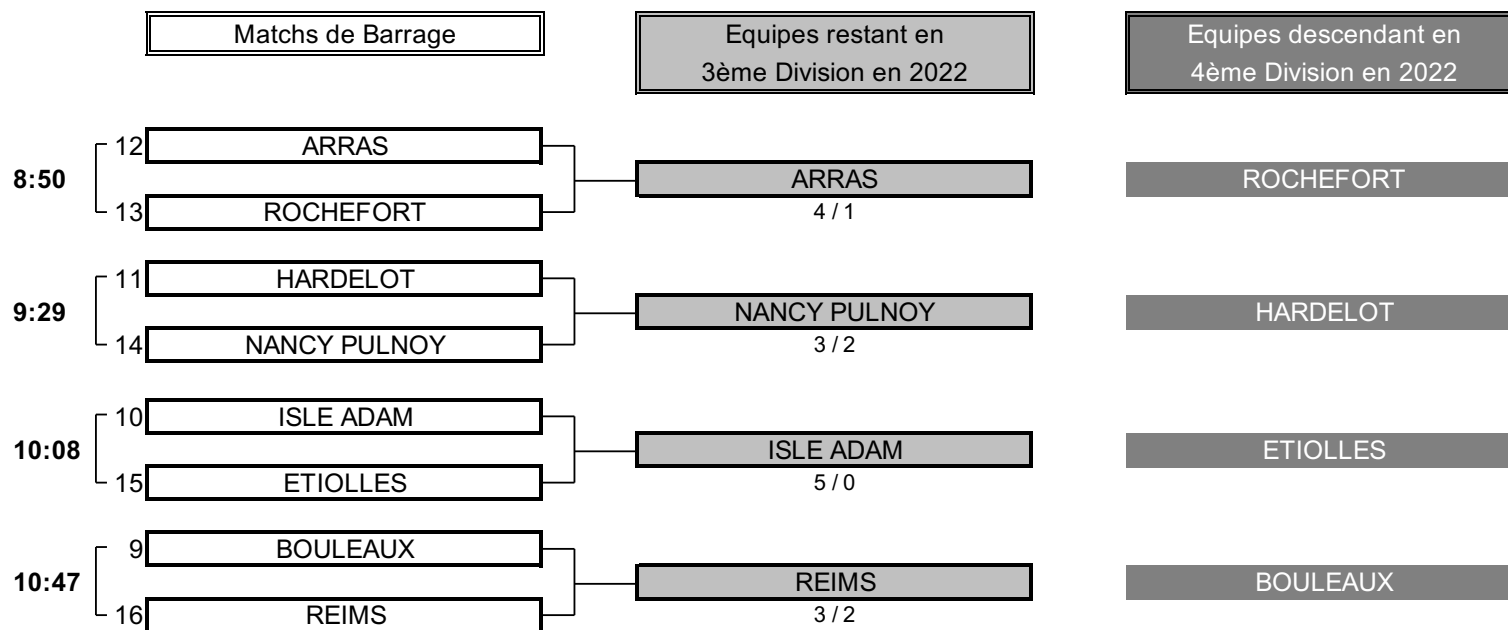 Matchs de Barrage
Equipes restant en
3ème Division en 2022
Equipes descendant en
4ème Division en 2022
12 ARRAS
8:50 ARRAS ROCHEFORT
13 ROCHEFORT 4 / 1
11 HARDELOT
9:29 NANCY PULNOY HARDELOT
14 NANCY PULNOY 3 / 2
10 ISLE ADAM
10:08 ISLE ADAM ETIOLLES
15 ETIOLLES 5 / 0
9 BOULEAUX
10:47 REIMS BOULEAUX
16 REIMS 3 / 2